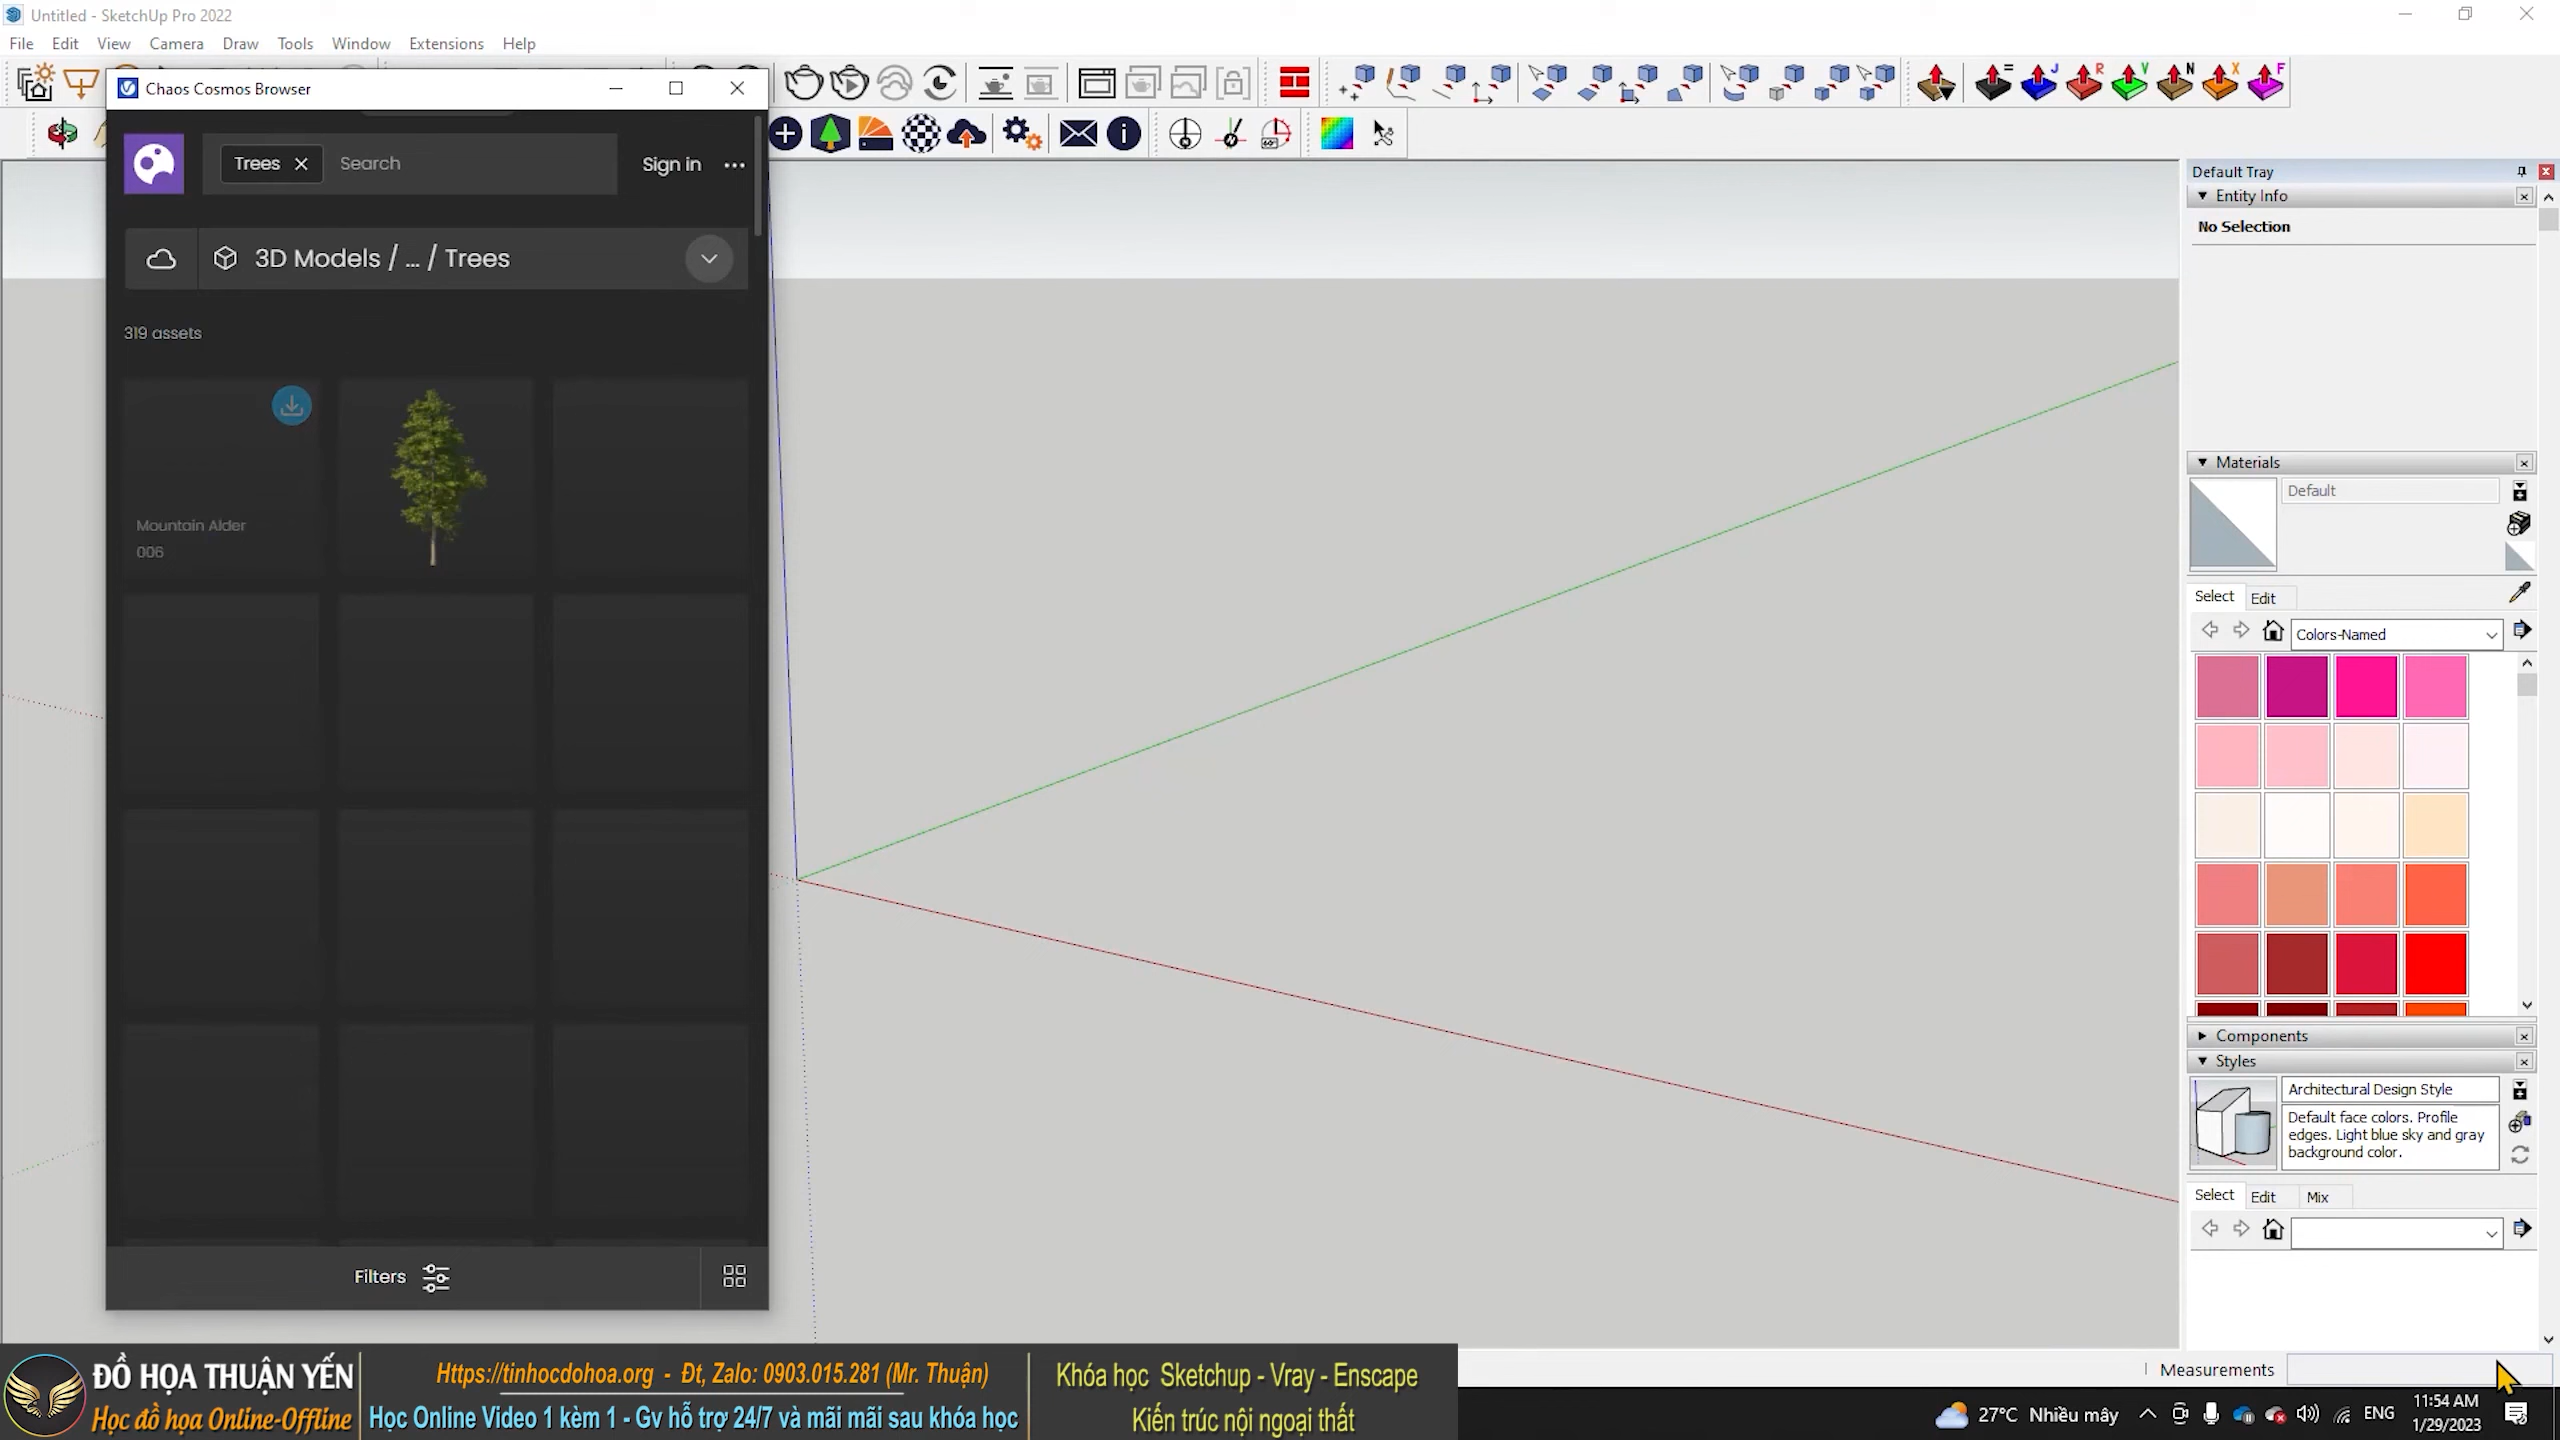 Untitled - SketchUp Pro 2022
File Edit View Camera Draw Tools Window Extensions Help
= J R V N X F
Chaos Cosmos Browser
Trees
Search
Sign in
3D Models / ... / Trees
319 assets
Mountain Alder
006
Filters
Default Tray
Entity Info
No Selection
Materials
Default
Select Edit
Colors-Named
Components
Styles
Architectural Design Style
Default face colors. Profile
edges. Light blue sky and gray
background color.
Select Edit Mix
Measurements
ĐỒ HỌA THUẬN YẾN
Học đồ họa Online-Offline
Https://tinhocdohoa.org - Đt, Zalo: 0903.015.281 (Mr. Thuận)
Học Online Video 1 kèm 1 - Gv hỗ trợ 24/7 và mãi mãi sau khóa học
Khóa học Sketchup - Vray - Enscape
Kiến trúc nội ngoại thất
27°C Nhiều mây
ENG
11:54 AM
1/29/2023